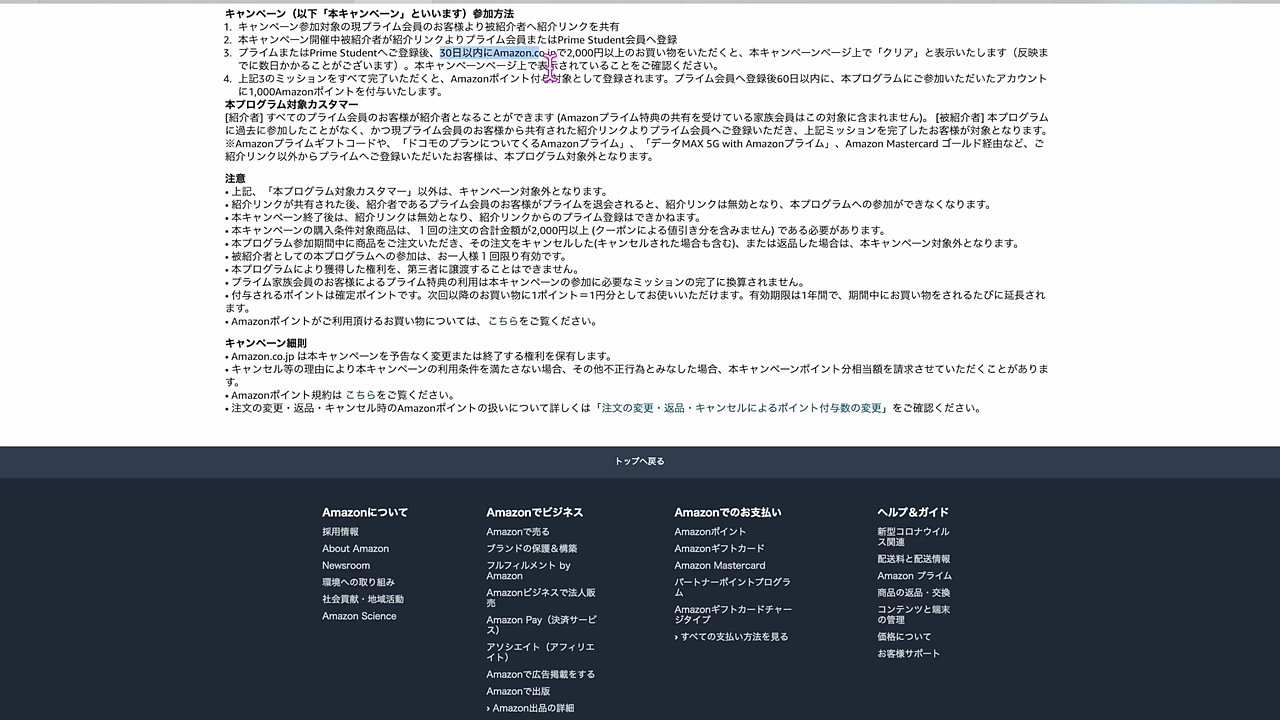 キャンペーン（以下「本キャンペーン」といいます）参加方法
1. キャンペーン参加対象の現プライム会員のお客様より被紹介者へ紹介リンクを共有
2. 本キャンペーン開催中被紹介者が紹介リンクよりプライム会員またはPrime Student会員へ登録
3. プライムまたはPrime Studentへご登録後、30日以内にAmazon.co.jpで2,000円以上のお買い物をいただくと、本キャンペーンページ上で「クリア」と表示いたします（反映ま
でに数日かかることがございます）。本キャンペーンページ上で表示されていることをご確認ください。
4. 上記3のミッションをすべて完了いただくと、Amazonポイント付与対象として登録されます。プライム会員へ登録後60日以内に、本プログラムにご参加いただいたアカウント
に1,000Amazonポイントを付与いたします。
本プログラム対象カスタマー
[紹介者] すべてのプライム会員のお客様が紹介者となることができます (Amazonプライム特典の共有を受けている家族会員はこの対象に含まれません)。 [被紹介者] 本プログラム
に過去に参加したことがなく、かつ現プライム会員のお客様から共有された紹介リンクよりプライム会員へご登録いただき、上記ミッションを完了したお客様が対象となります。
※Amazonプライムギフトコードや、「ドコモのプランについてくるAmazonプライム」、「データMAX 5G with Amazonプライム」、Amazon Mastercard ゴールド経由など、ご
紹介リンク以外からプライムへご登録いただいたお客様は、本プログラム対象外となります。
注意
• 上記、「本プログラム対象カスタマー」以外は、キャンペーン対象外となります。
• 紹介リンクが共有された後、紹介者であるプライム会員のお客様がプライムを退会されると、紹介リンクは無効となり、本プログラムへの参加ができなくなります。
• 本キャンペーン終了後は、紹介リンクは無効となり、紹介リンクからのプライム登録はできかねます。
• 本キャンペーンの購入条件対象商品は、１回の注文の合計金額が2,000円以上 (クーポンによる値引き分を含みません) である必要があります。
• 本プログラム参加期間中に商品をご注文いただき、その注文をキャンセルした(キャンセルされた場合も含む)、または返品した場合は、本キャンペーン対象外となります。
• 被紹介者としての本プログラムへの参加は、お一人様１回限り有効です。
• 本プログラムにより獲得した権利を、第三者に譲渡することはできません。
• プライム家族会員のお客様によるプライム特典の利用は本キャンペーンの参加に必要なミッションの完了に換算されません。
• 付与されるポイントは確定ポイントです。次回以降のお買い物に1ポイント＝1円分としてお使いいただけます。有効期限は1年間で、期間中にお買い物をされるたびに延長され
ます。
• Amazonポイントがご利用頂けるお買い物については、こちらをご覧ください。
キャンペーン細則
• Amazon.co.jp は本キャンペーンを予告なく変更または終了する権利を保有します。
• キャンセル等の理由により本キャンペーンの利用条件を満たさない場合、その他不正行為とみなした場合、本キャンペーンポイント分相当額を請求させていただくことがありま
す。
• Amazonポイント規約は こちらをご覧ください。
• 注文の変更・返品・キャンセル時のAmazonポイントの扱いについて詳しくは「注文の変更・返品・キャンセルによるポイント付与数の変更」をご確認ください。
トップへ戻る
Amazonについて
採用情報
About Amazon
Newsroom
環境への取り組み
社会貢献・地域活動
Amazon Science
Amazonでビジネス
Amazonで売る
ブランドの保護＆構築
フルフィルメント by
Amazon
Amazonビジネスで法人販
売
Amazon Pay（決済サービ
ス）
アソシエイト（アフィリエ
イト）
Amazonで広告掲載をする
Amazonで出版
› Amazon出品の詳細
Amazonでのお支払い
Amazonポイント
Amazonギフトカード
Amazon Mastercard
パートナーポイントプログラ
ム
Amazonギフトカードチャー
ジタイプ
› すべての支払い方法を見る
ヘルプ＆ガイド
新型コロナウイル
ス関連
配送料と配送情報
Amazon プライム
商品の返品・交換
コンテンツと端末
の管理
価格について
お客様サポート